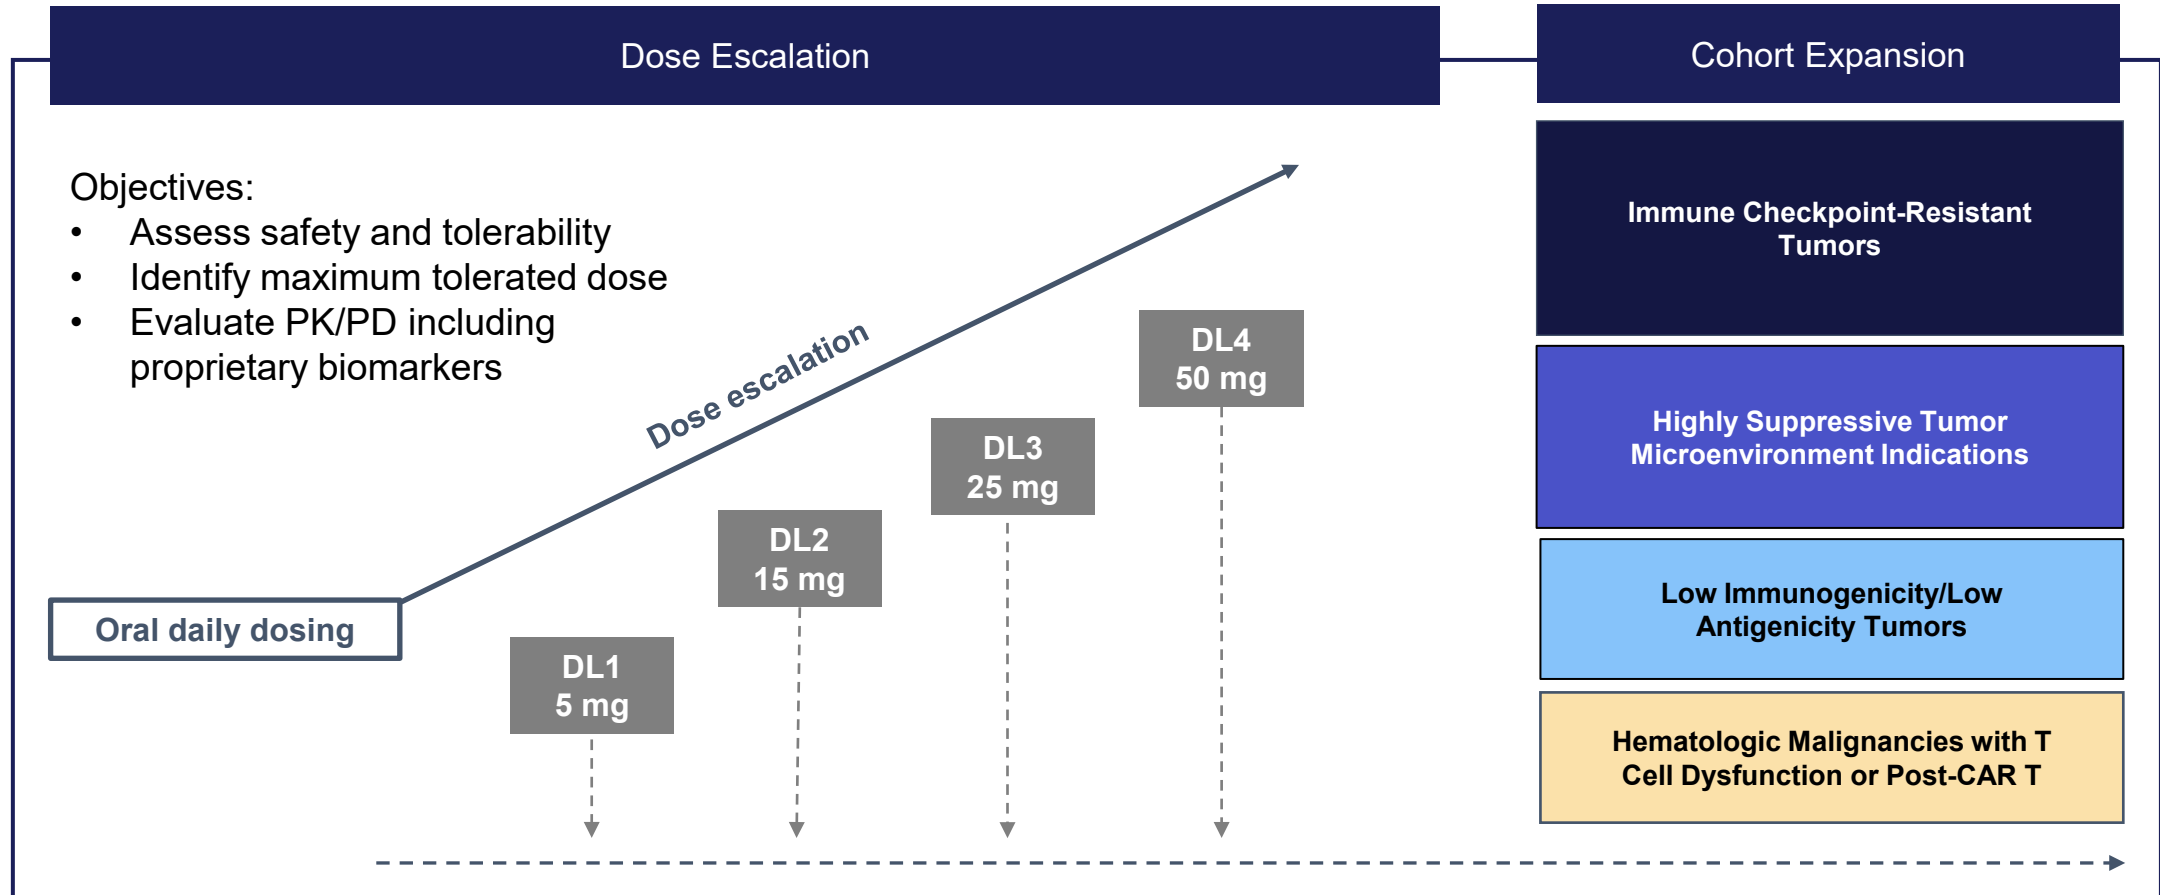 Dose Escalation
Cohort Expansion
Objectives:
• Assess safety and tolerability
• Identify maximum tolerated dose
• Evaluate PK/PD including
proprietary biomarkers
Dose escalation
Oral daily dosing
DL1
5 mg
DL2
15 mg
DL3
25 mg
DL4
50 mg
Immune Checkpoint-Resistant
Tumors
Highly Suppressive Tumor
Microenvironment Indications
Low Immunogenicity/Low
Antigenicity Tumors
Hematologic Malignancies with T
Cell Dysfunction or Post-CAR T